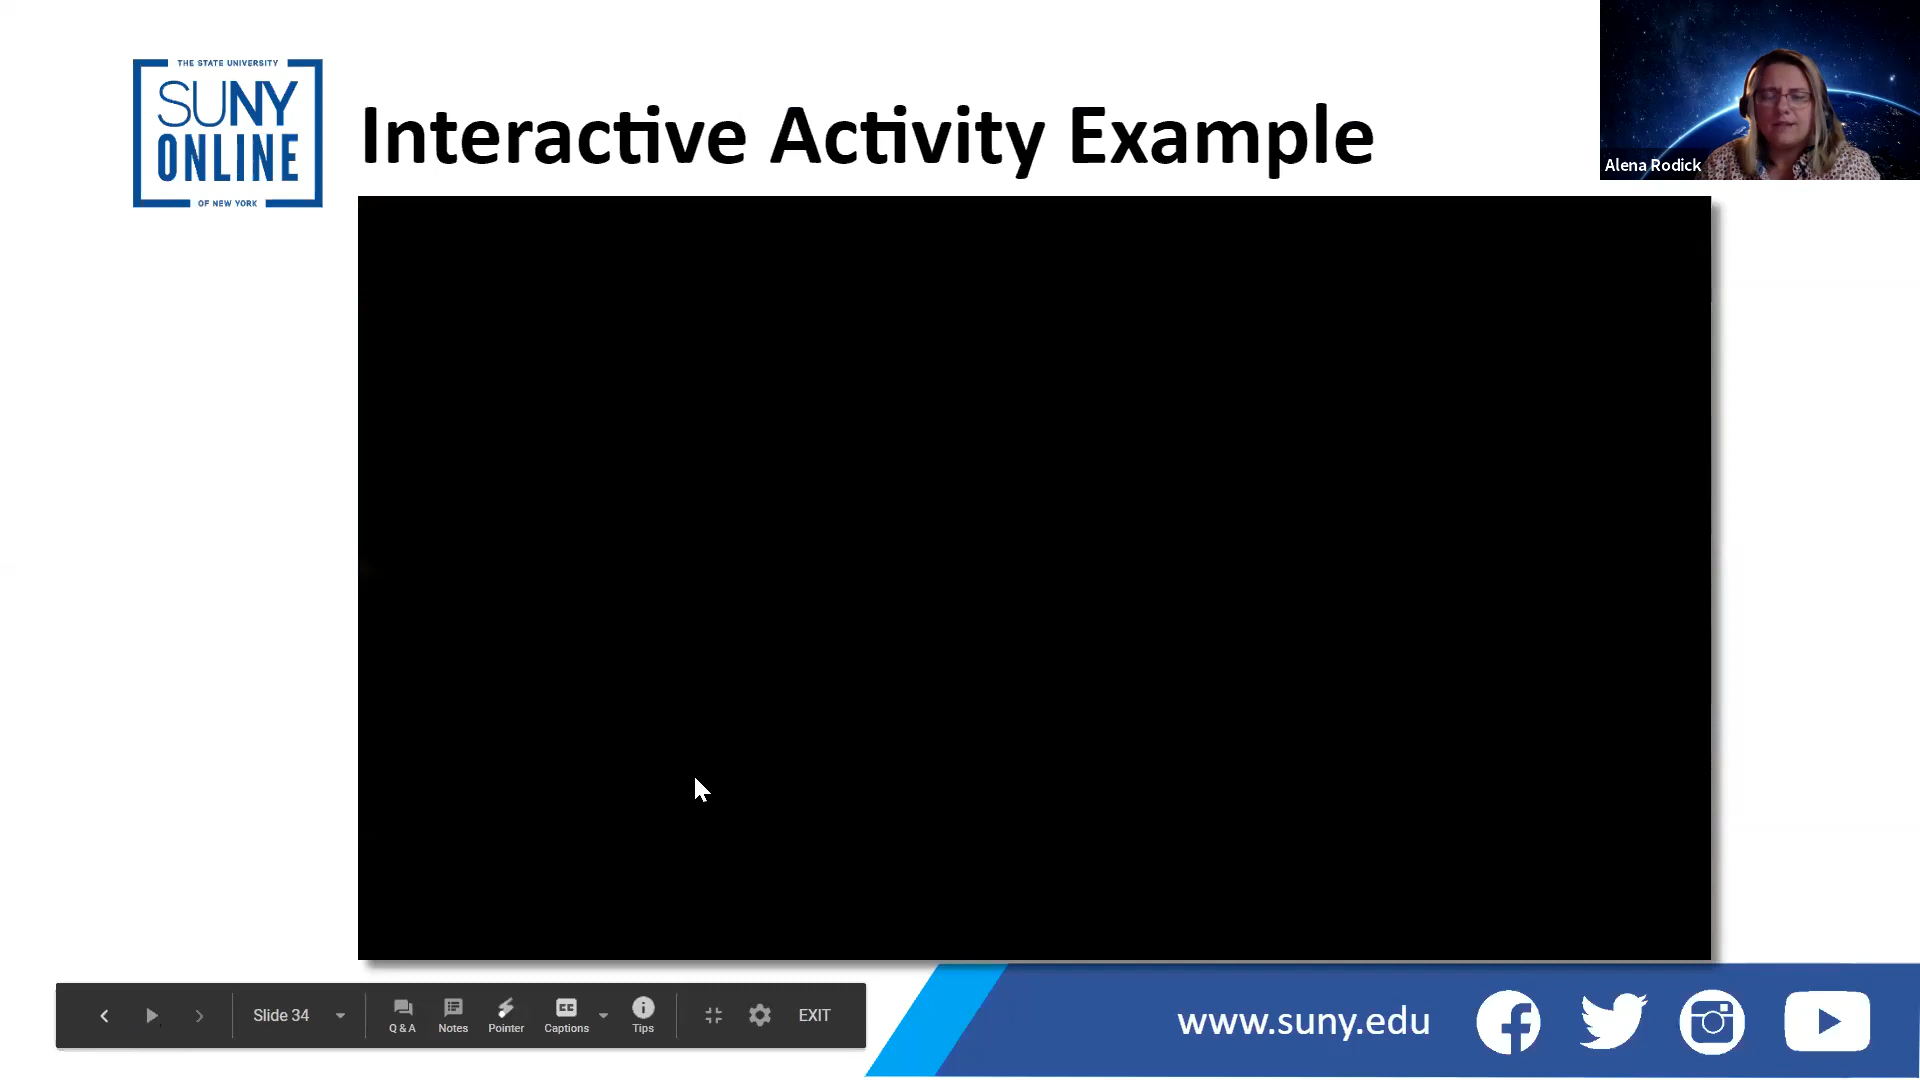 THE STATE UNIVERSITY
SUNY
ONLINE
OF NEW YORK
Interactive Activity Example
Alena Rodick
Slide 34
Q & A
Notes
Pointer
CC
Captions
Tips
EXIT
www.suny.edu